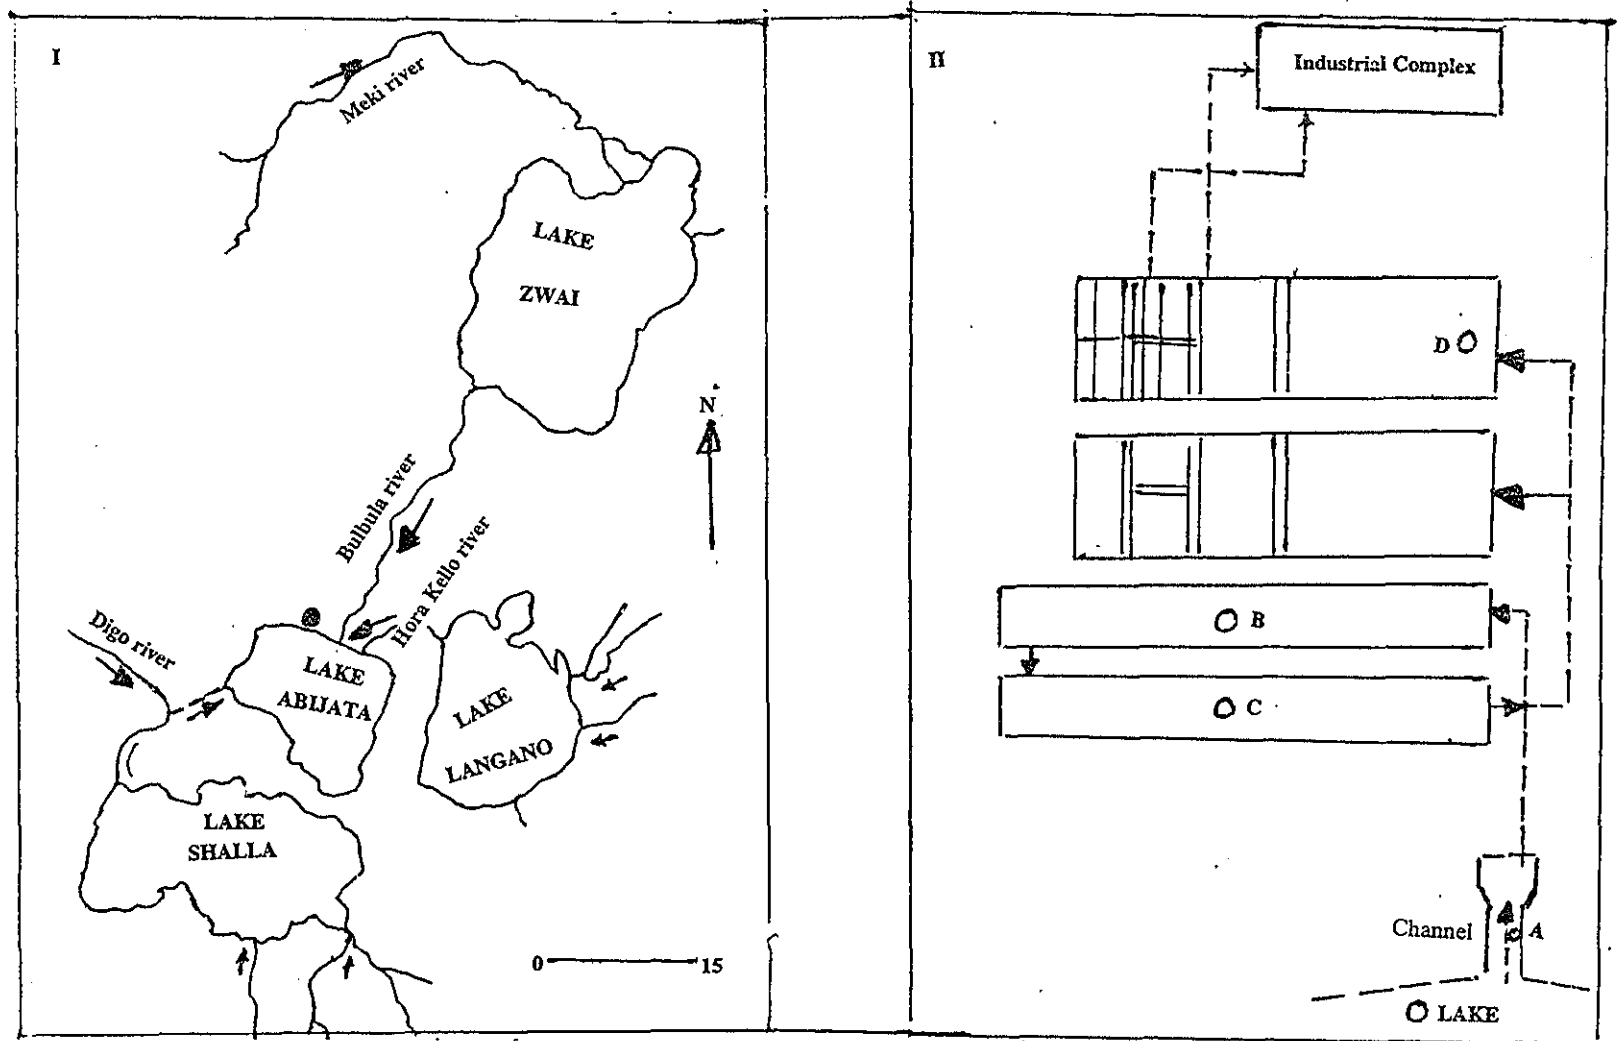 I
Meki river
LAKE
ZWAI
N
Bulbula river
Hora Kello river
Digo river
LAKE
ABIJATA
LAKE
LANGANO
LAKE
SHALLA
0 15
II
Industrial Complex
D
B
C
Channel
A
LAKE